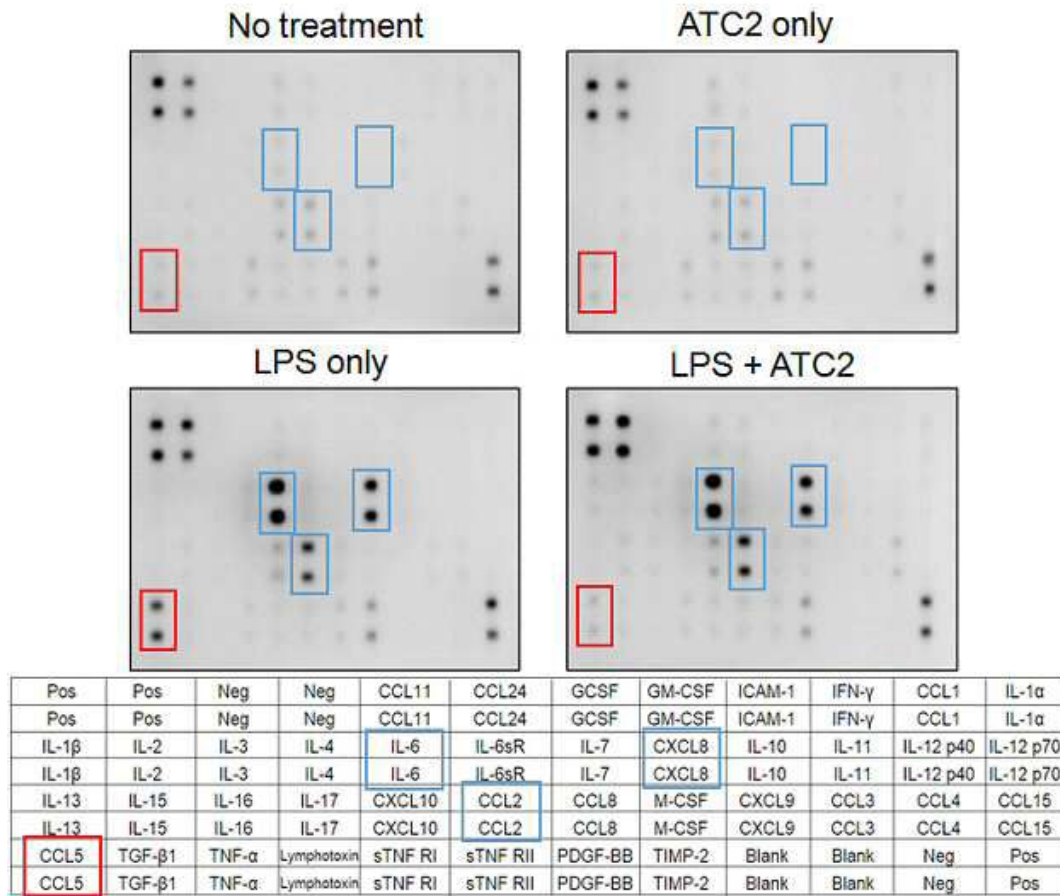 No treatment
ATC2 only
LPS only
LPS + ATC2
Pos Pos Neg Neg CCL11 CCL24 GCSF GM-CSF ICAM-1 IFN-γ CCL1 IL-1α
Pos Pos Neg Neg CCL11 CCL24 GCSF GM-CSF ICAM-1 IFN-γ CCL1 IL-1α
IL-1β IL-2 IL-3 IL-4 IL-6 IL-6sR IL-7 CXCL8 IL-10 IL-11 IL-12 p40 IL-12 p70
IL-1β IL-2 IL-3 IL-4 IL-6 IL-6sR IL-7 CXCL8 IL-10 IL-11 IL-12 p40 IL-12 p70
IL-13 IL-15 IL-16 IL-17 CXCL10 CCL2 CCL8 M-CSF CXCL9 CCL3 CCL4 CCL15
IL-13 IL-15 IL-16 IL-17 CXCL10 CCL2 CCL8 M-CSF CXCL9 CCL3 CCL4 CCL15
CCL5 TGF-β1 TNF-α Lymphotoxin sTNF RI sTNF RII PDGF-BB TIMP-2 Blank Blank Neg Pos
CCL5 TGF-β1 TNF-α Lymphotoxin sTNF RI sTNF RII PDGF-BB TIMP-2 Blank Blank Neg Pos